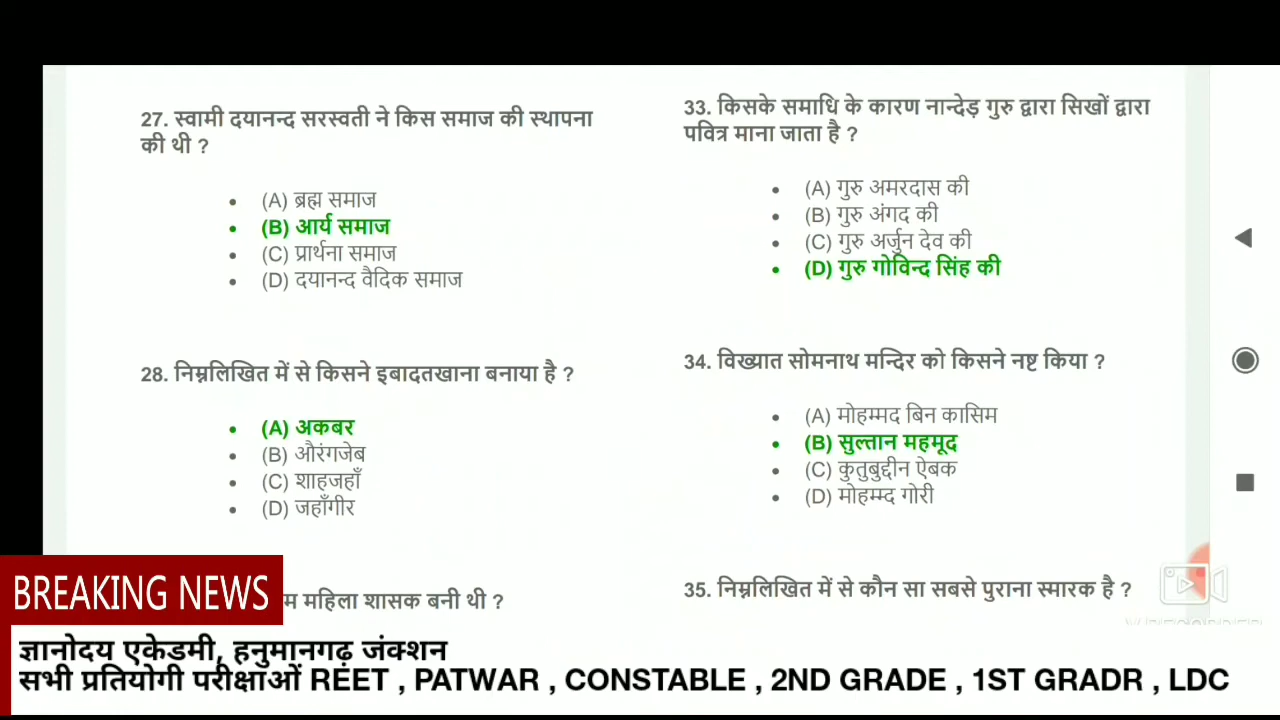 27. स्वामी दयानन्द सरस्वती ने किस समाज की स्थापना
की थी ?
(A) ब्रह्म समाज
(B) आर्य समाज
(C) प्रार्थना समाज
(D) दयानन्द वैदिक समाज
28. निम्नलिखित में से किसने इबादतखाना बनाया है ?
(A) अकबर
(B) औरंगजेब
(C) शाहजहाँ
(D) जहाँगीर
म महिला शासक बनी थी ?
33. किसके समाधि के कारण नान्देड़ गुरु द्वारा सिखों द्वारा
पवित्र माना जाता है ?
(A) गुरु अमरदास की
(B) गुरु अंगद की
(C) गुरु अर्जुन देव की
(D) गुरु गोविन्द सिंह की
34. विख्यात सोमनाथ मन्दिर को किसने नष्ट किया ?
(A) मोहम्मद बिन कासिम
(B) सुल्तान महमूद
(C) कुतुबुद्दीन ऐबक
(D) मोहम्म्द गोरी
35. निम्नलिखित में से कौन सा सबसे पुराना स्मारक है ?
BREAKING NEWS
ज्ञानोदय एकेडमी, हनुमानगढ़ जंक्शन
सभी प्रतियोगी परीक्षाओं REET , PATWAR , CONSTABLE , 2ND GRADE , 1ST GRADR , LDC